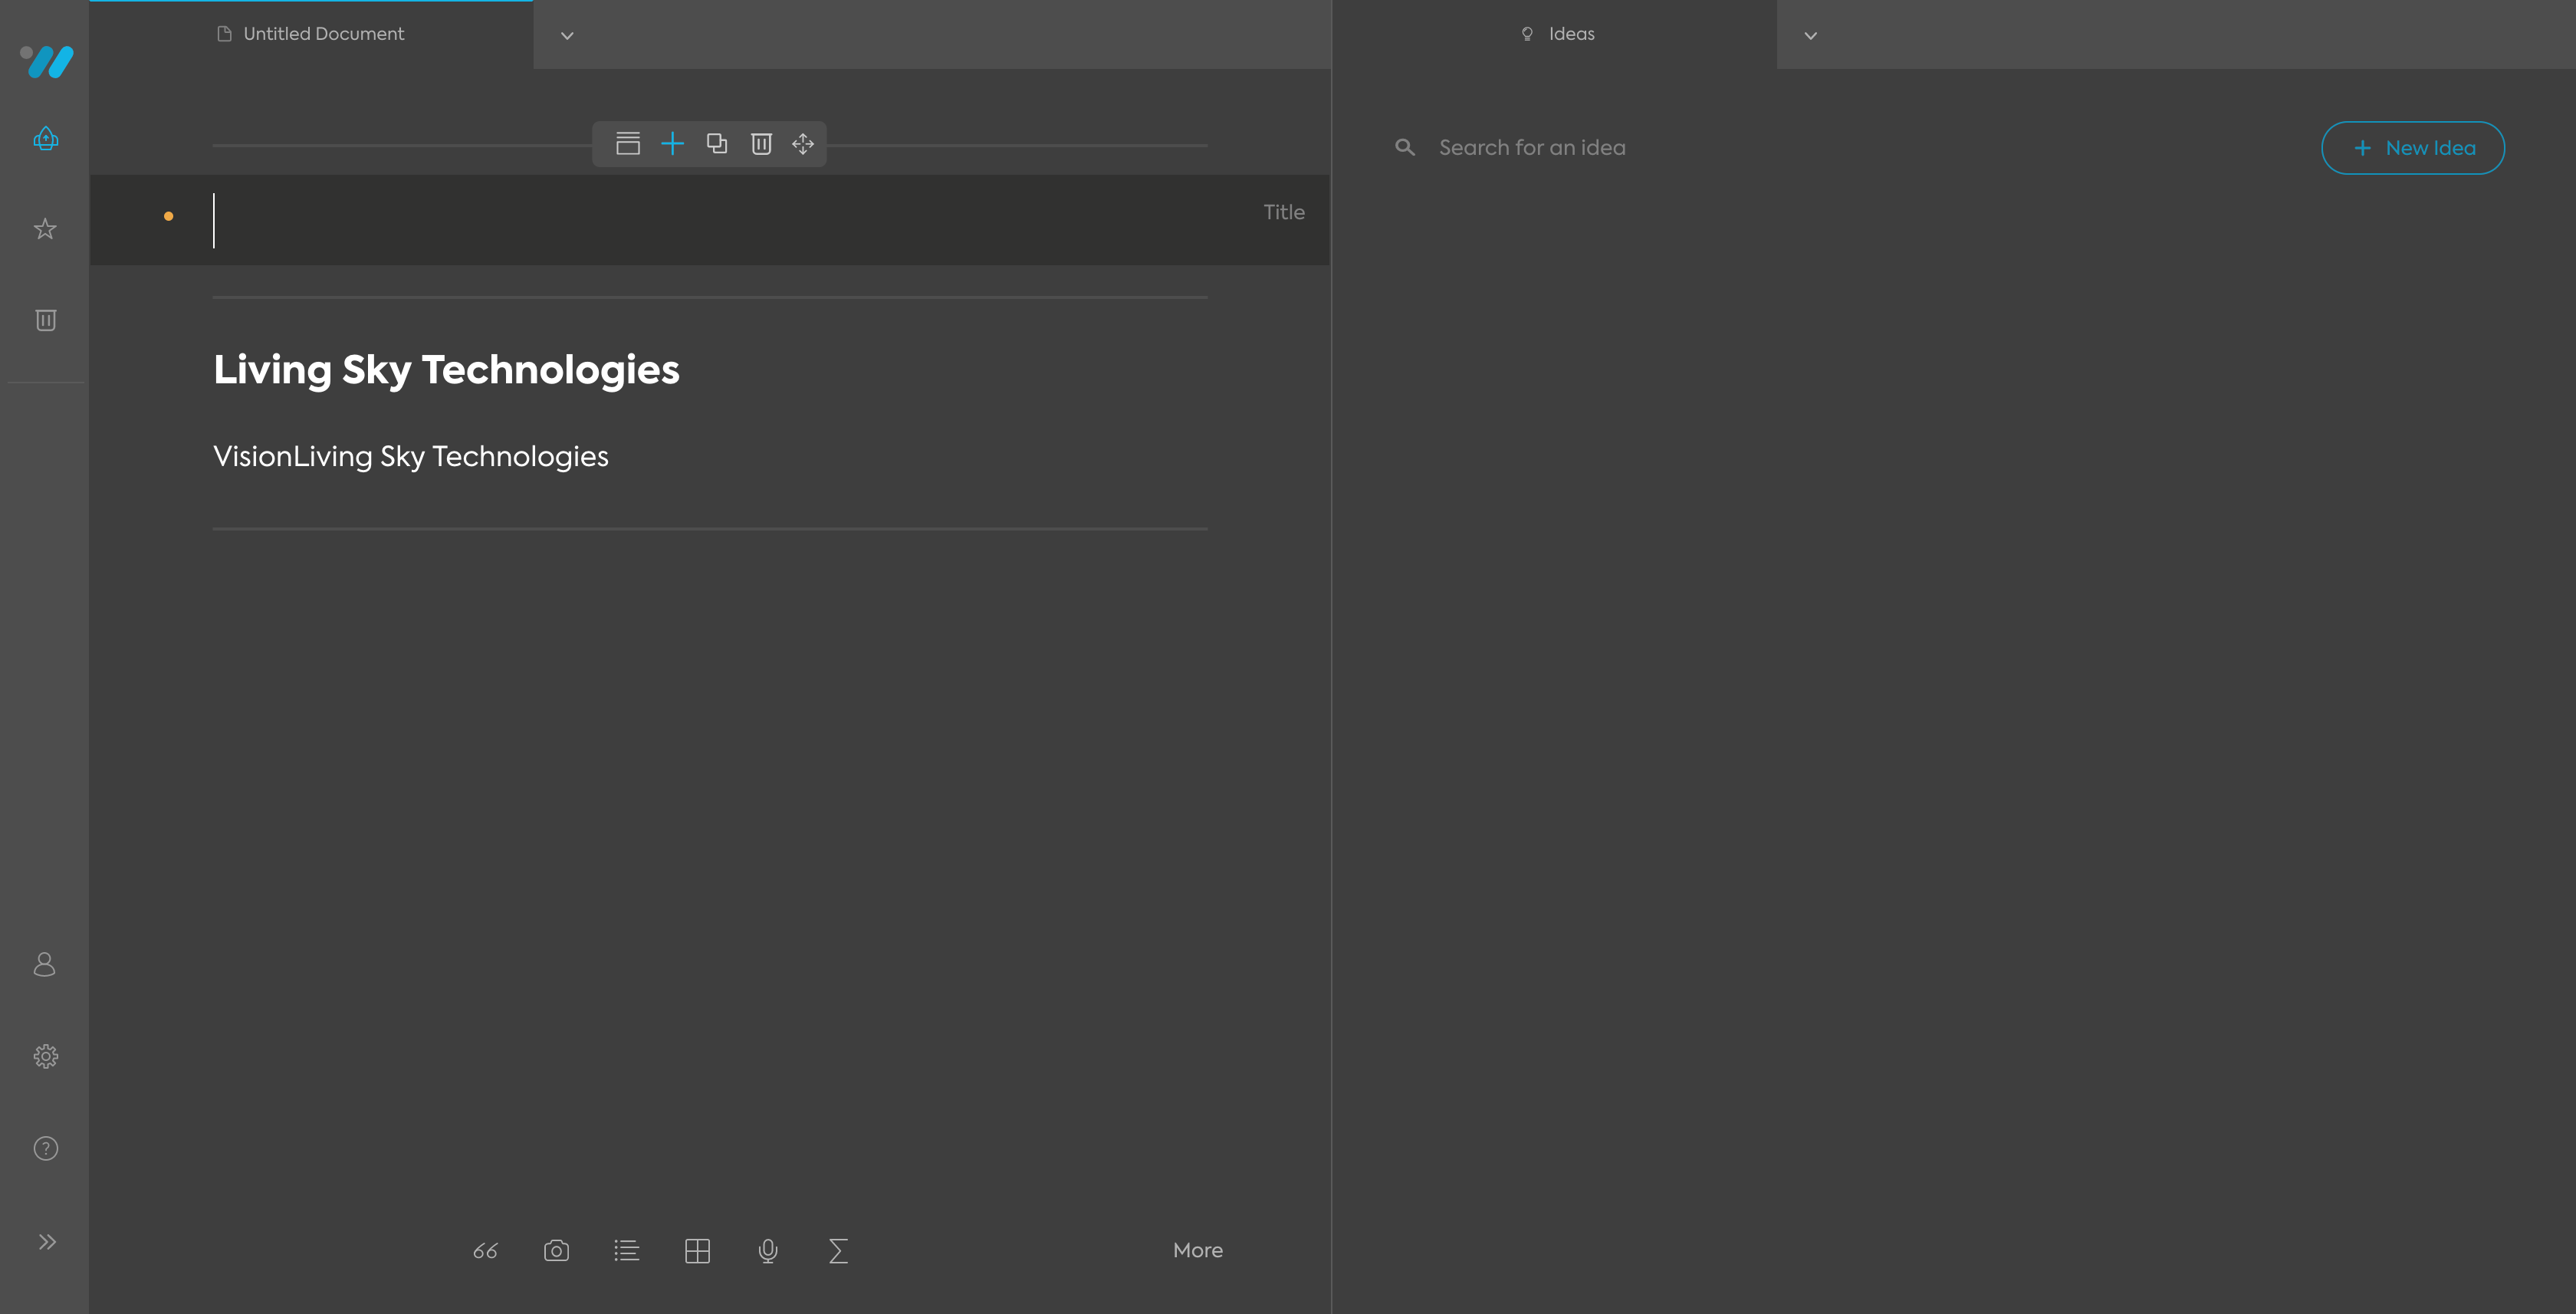 Untitled Document
Ideas
Search for an idea
New Idea
Title
Living Sky Technologies
VisionLiving Sky Technologies
More